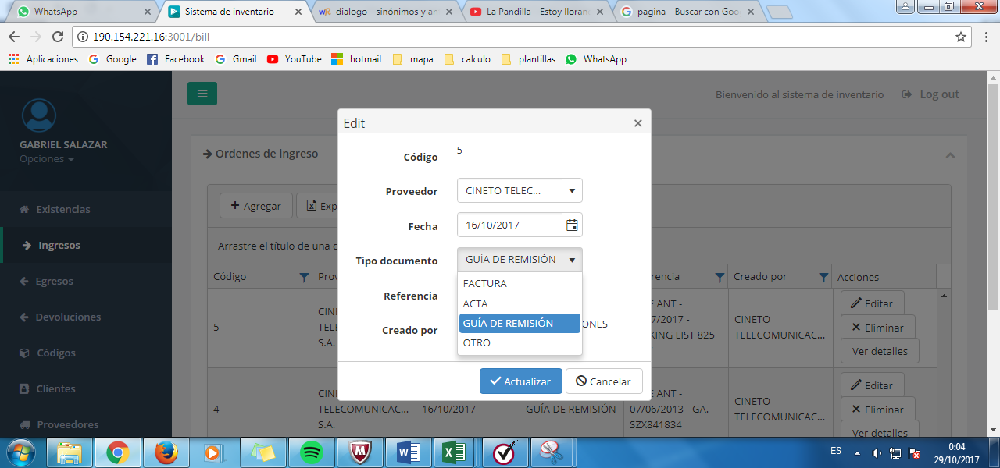 WhatsApp
Sistema de inventario
dialogo - sinónimos y an
La Pandilla - Estoy lloran
pagina - Buscar con Goo
190.154.221.16:3001/bill
Aplicaciones Google Facebook Gmail YouTube hotmail mapa calculo plantillas WhatsApp
Bienvenido al sistema de inventario Log out
GABRIEL SALAZAR
Opciones
Existencias
Ingresos
Egresos
Devoluciones
Códigos
Clientes
Proveedores
Ordenes de ingreso
Agregar Exp
Arrastre el título de una c
Código Prov rencia Creado por Acciones
5
CINE
TELE
S.A.
E ANT -
7/2017 -
KING LIST 825
CINETO
TELECOMUNICAC...
Editar
Eliminar
Ver detalles
4
CINE
TELECOMUNICAC...
S.A.
16/10/2017
GUÍA DE REMISIÓN
E ANT -
07/06/2013 - GA.
SZX841834
CINETO
TELECOMUNICAC...
Editar
Eliminar
Ver detalles
Edit
Código 5
Proveedor CINETO TELEC...
Fecha 16/10/2017
Tipo documento GUÍA DE REMISIÓN
FACTURA
ACTA
GUÍA DE REMISIÓN
OTRO
Referencia
Creado por ONES
Actualizar Cancelar
ES
0:04
29/10/2017